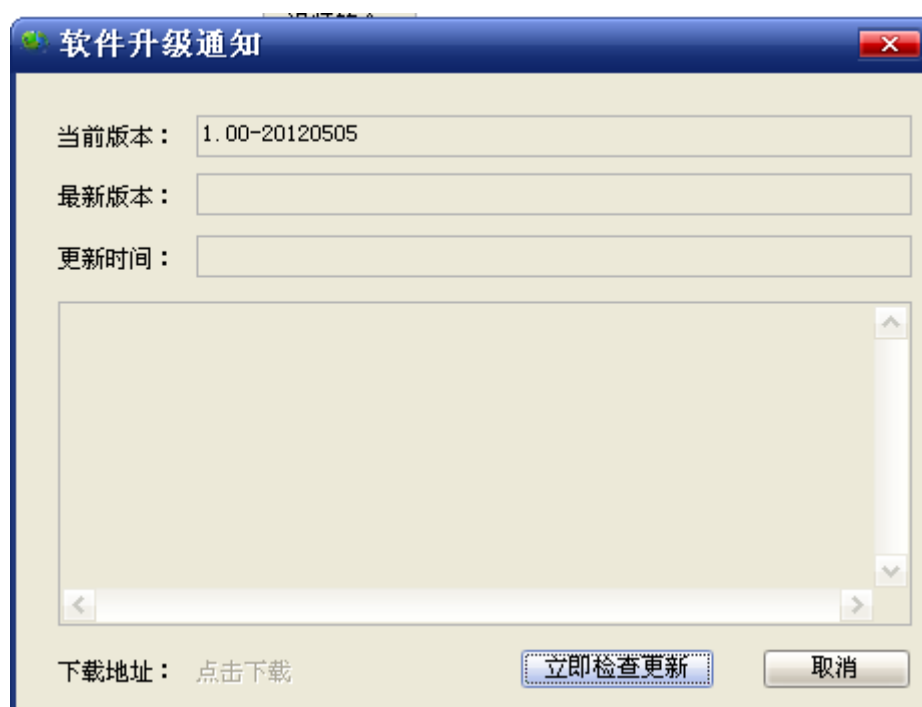 软件升级通知
当前版本：
1.00-20120505
最新版本：
更新时间：
下载地址：
点击下载
立即检查更新
取消